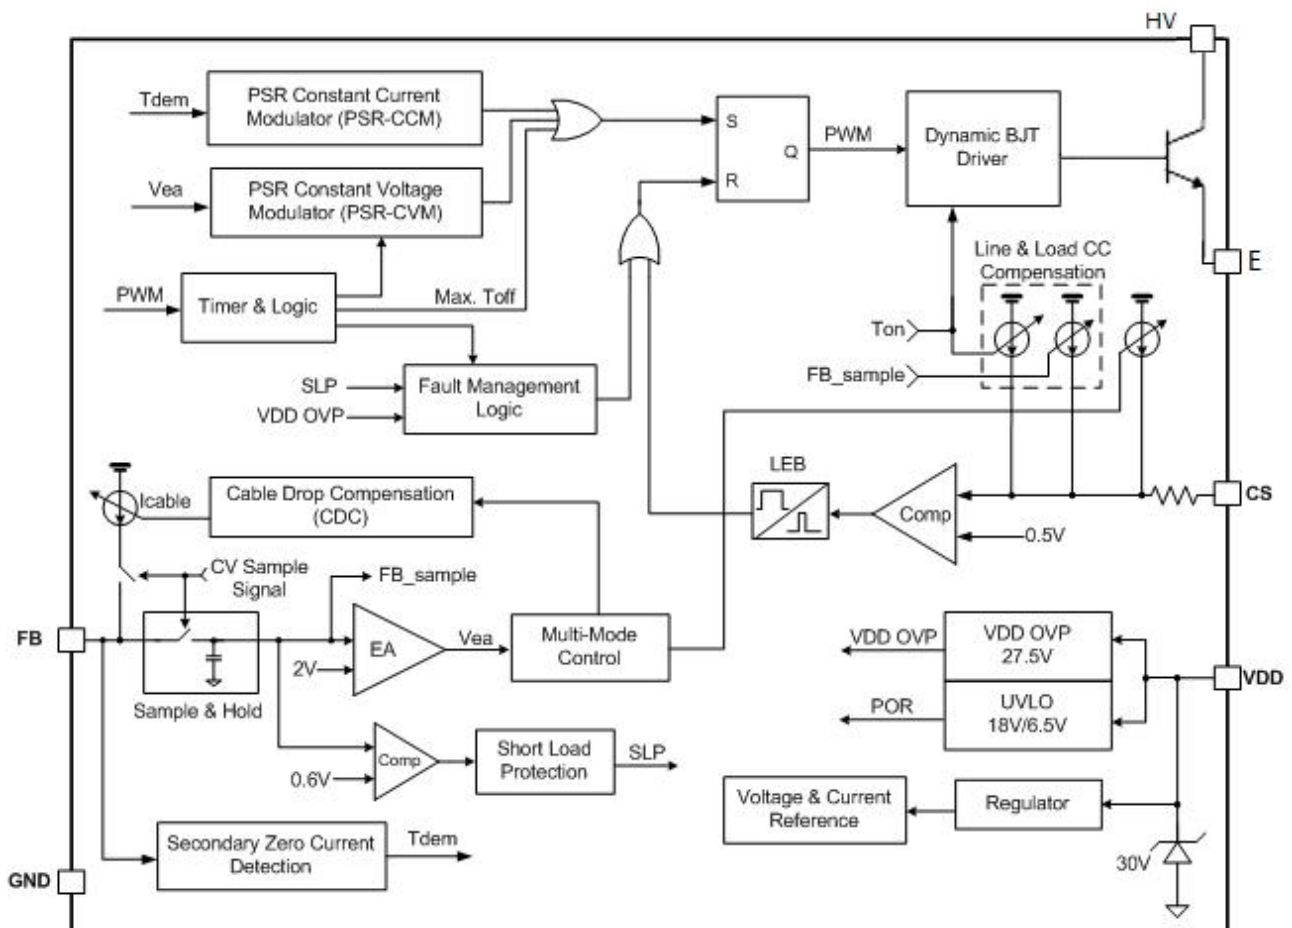 HV
Tdem
PSR Constant Current
Modulator (PSR-CCM)
S
Q
R
PWM
Dynamic BJT
Driver
Vea
PSR Constant Voltage
Modulator (PSR-CVM)
E
Line & Load CC
Compensation
PWM
Timer & Logic
Max. Toff
Ton
FB_sample
SLP
VDD OVP
Fault Management
Logic
LEB
Icable
Cable Drop Compensation
(CDC)
Comp
CS
0.5V
CV Sample
Signal
FB_sample
FB
EA
2V
Vea
Multi-Mode
Control
VDD OVP
VDD OVP
27.5V
VDD
Sample & Hold
POR
UVLO
18V/6.5V
Comp
0.6V
Short Load
Protection
SLP
Voltage & Current
Reference
Regulator
Secondary Zero Current
Detection
Tdem
30V
GND